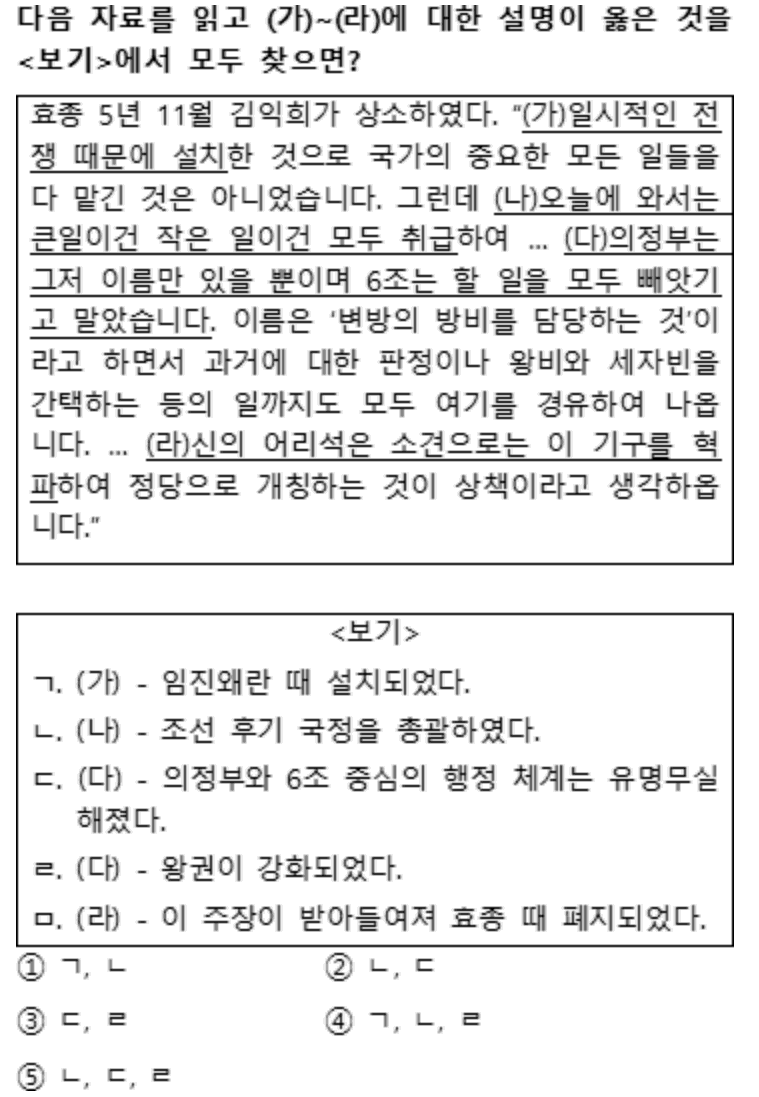 다음 자료를 읽고 (가)~(라)에 대한 설명이 옳은 것을
<보기>에서 모두 찾으면?
효종 5년 11월 김익희가 상소하였다. “(가)일시적인 전
쟁 때문에 설치한 것으로 국가의 중요한 모든 일들을
다 맡긴 것은 아니었습니다. 그런데 (나)오늘에 와서는
큰일이건 작은 일이건 모두 취급하여 ... (다)의정부는
그저 이름만 있을 뿐이며 6조는 할 일을 모두 빼앗기
고 말았습니다. 이름은 ‘변방의 방비를 담당하는 것’이
라고 하면서 과거에 대한 판정이나 왕비와 세자빈을
간택하는 등의 일까지도 모두 여기를 경유하여 나옵
니다. ... (라)신의 어리석은 소견으로는 이 기구를 혁
파하여 정당으로 개칭하는 것이 상책이라고 생각하옵
니다.”
<보기>
ㄱ. (가) - 임진왜란 때 설치되었다.
ㄴ. (나) - 조선 후기 국정을 총괄하였다.
ㄷ. (다) - 의정부와 6조 중심의 행정 체계는 유명무실
해졌다.
ㄹ. (다) - 왕권이 강화되었다.
ㅁ. (라) - 이 주장이 받아들여져 효종 때 폐지되었다.
① ㄱ, ㄴ ② ㄴ, ㄷ
③ ㄷ, ㄹ ④ ㄱ, ㄴ, ㄹ
⑤ ㄴ, ㄷ, ㄹ